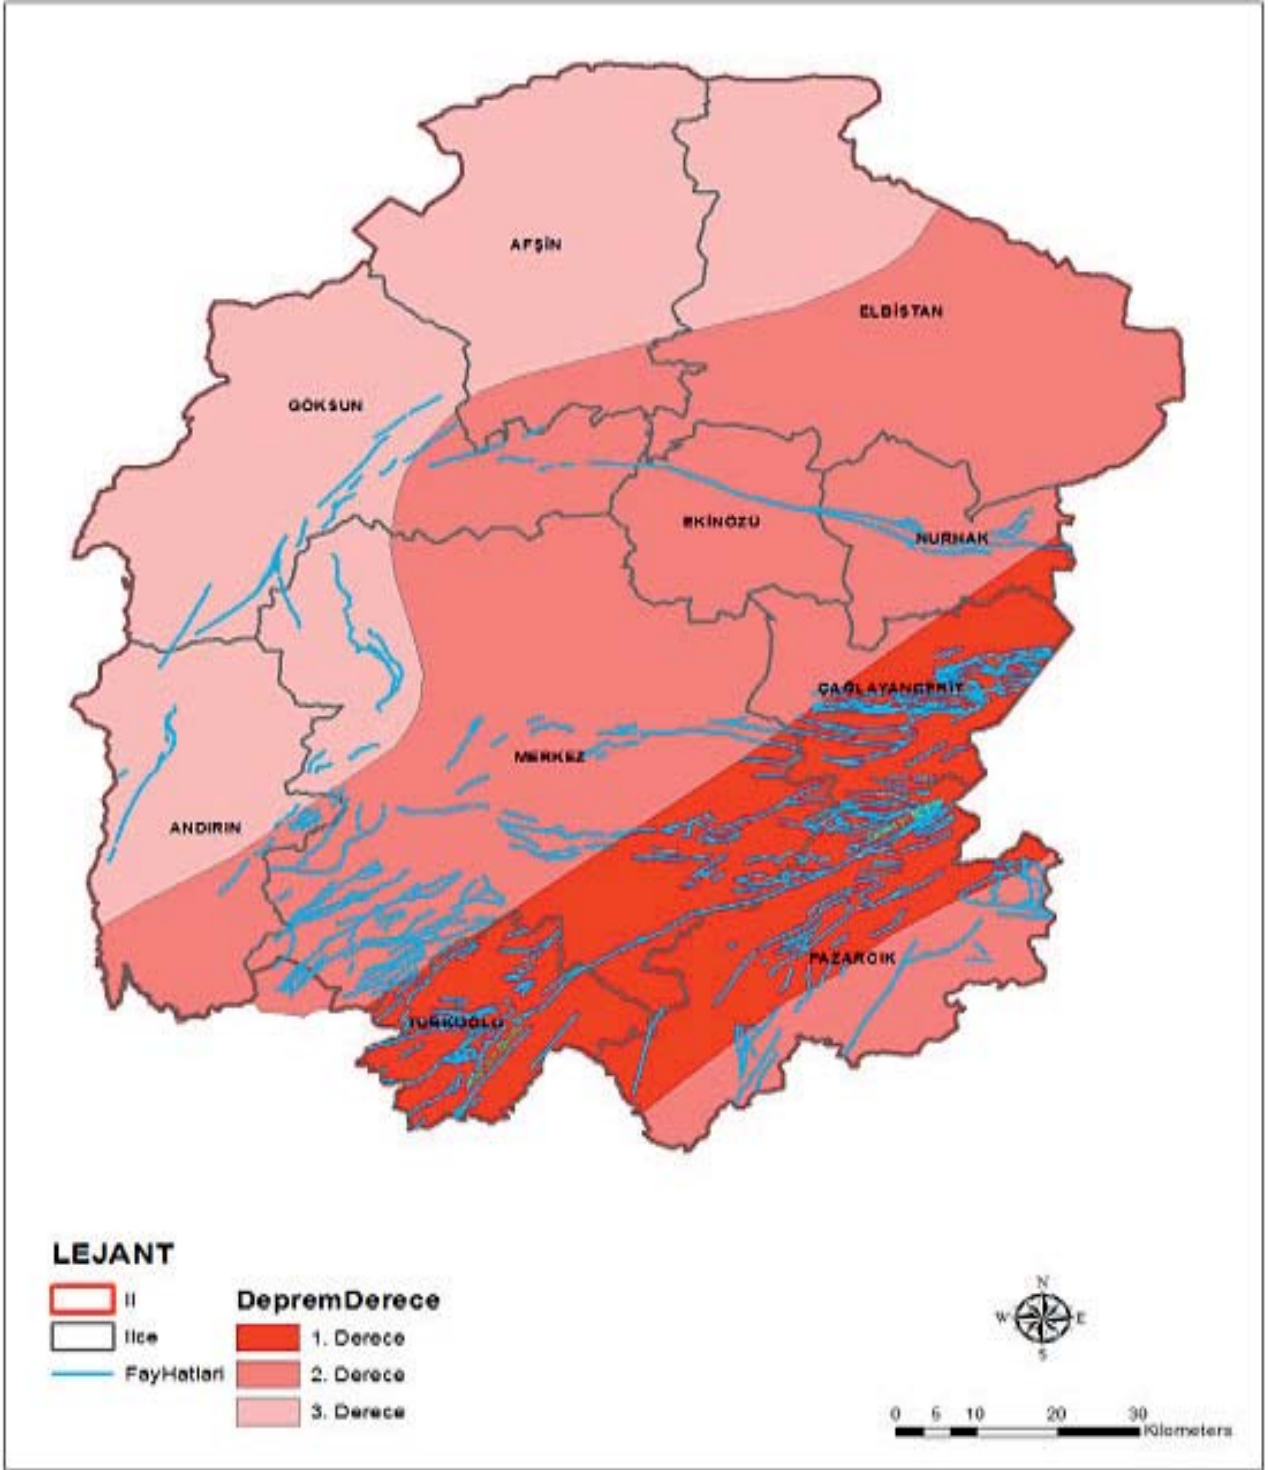 AFŞİN
ELBİSTAN
GÖKSUN
EKİNÖZÜ
NURHAK
ÇAĞLAYANCERİT
MERKEZ
ANDIRIN
PAZARCIK
TÜRKOĞLU
LEJANT
Il
Ilce
FayHatlari
DepremDerece
1. Derece
2. Derece
3. Derece
N
W E
S
0 5 10 20 30
Kilometers